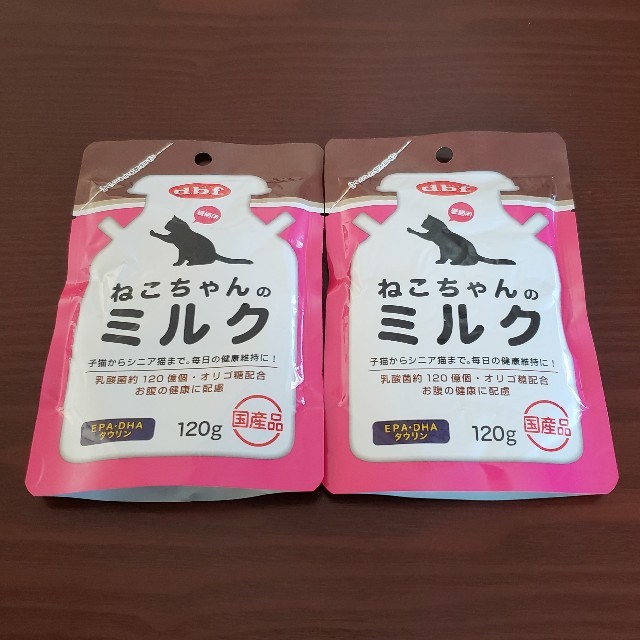 dbf
ねこちゃんの
ミルク
子猫からシニア猫まで。毎日の健康維持に!
乳酸菌約120億個・オリゴ糖配合
お腹の健康に配慮
EPA・DHA
タウリン
120g
国産品
dbf
愛猫用
ねこちゃんの
ミルク
子猫からシニア猫まで。毎日の健康維持に!
乳酸菌約120億個・オリゴ糖配合
お腹の健康に配慮
EPA・DHA
タウリン
120g
国産品